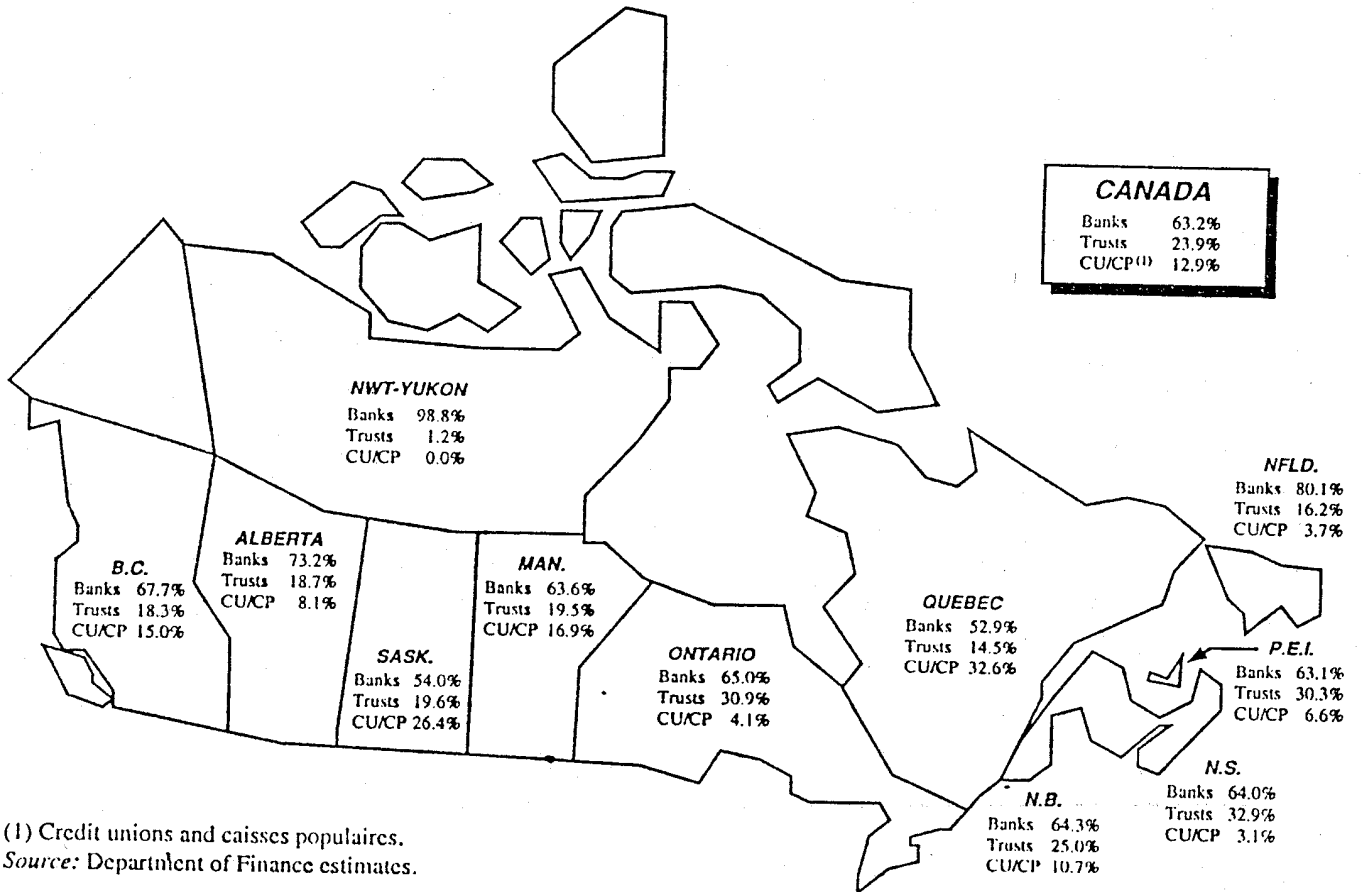 CANADA
Banks 63.2%
Trusts 23.9%
CU/CP(1) 12.9%
NWT-YUKON
Banks 98.8%
Trusts 1.2%
CU/CP 0.0%
NFLD.
Banks 80.1%
Trusts 16.2%
CU/CP 3.7%
ALBERTA
Banks 73.2%
Trusts 18.7%
CU/CP 8.1%
B.C.
Banks 67.7%
Trusts 18.3%
CU/CP 15.0%
MAN.
Banks 63.6%
Trusts 19.5%
CU/CP 16.9%
SASK.
Banks 54.0%
Trusts 19.6%
CU/CP 26.4%
ONTARIO
Banks 65.0%
Trusts 30.9%
CU/CP 4.1%
QUEBEC
Banks 52.9%
Trusts 14.5%
CU/CP 32.6%
P.E.I.
Banks 63.1%
Trusts 30.3%
CU/CP 6.6%
N.S.
Banks 64.0%
Trusts 32.9%
CU/CP 3.1%
N.B.
Banks 64.3%
Trusts 25.0%
CU/CP 10.7%
(1) Credit unions and caisses populaires.
Source: Department of Finance estimates.